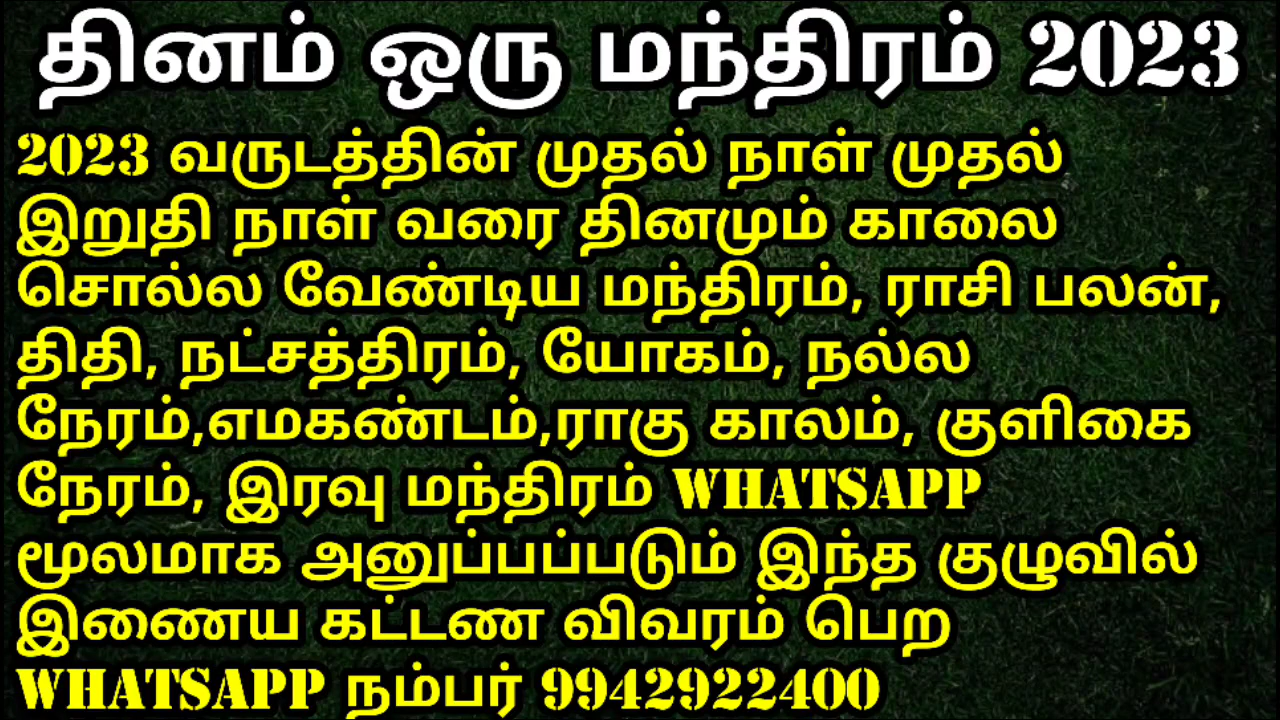 தினம் ஒரு மந்திரம் 2023
2023 வருடத்தின் முதல் நாள் முதல்
இறுதி நாள் வரை தினமும் காலை
சொல்ல வேண்டிய மந்திரம், ராசி பலன்,
திதி, நட்சத்திரம், யோகம், நல்ல
நேரம்,எமகண்டம்,ராகு காலம், குளிகை
நேரம், இரவு மந்திரம் WHATSAPP
மூலமாக அனுப்பப்படும் இந்த குழுவில்
இணைய கட்டண விவரம் பெற
WHATSAPP நம்பர் 9942922400